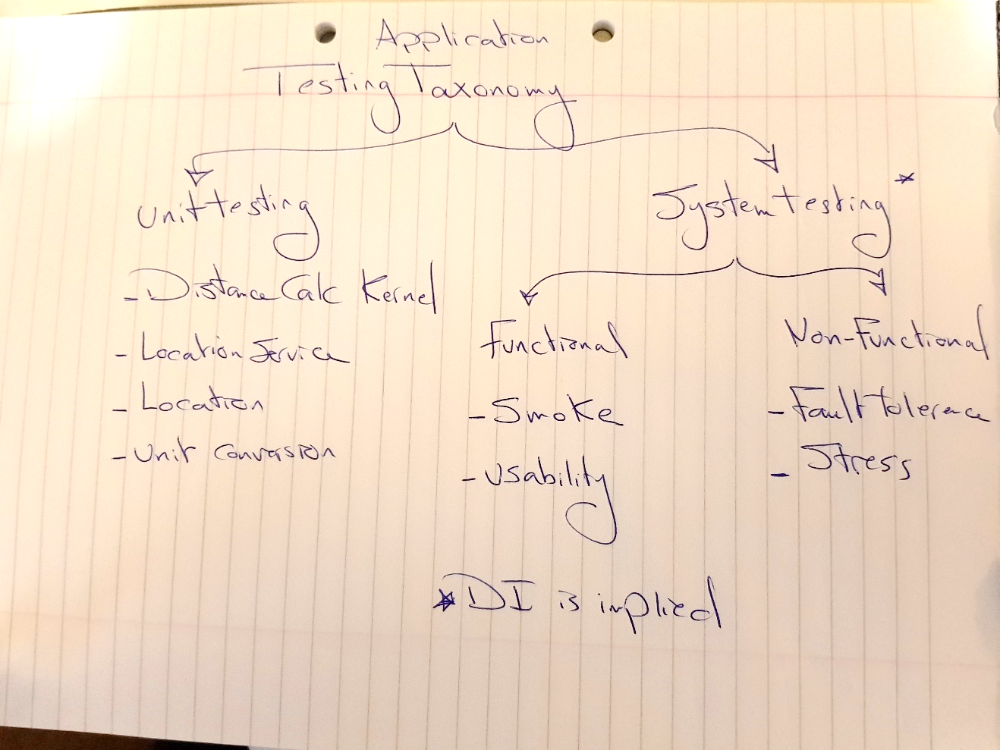 Application
Testing Taxonomy
Unit testing
System testing *
- Distance Calc Kernel
- Location Service
- Location
- Unit conversion
Functional
- Smoke
- Usability
Non-Functional
- Fault tolerence
- Stress
* DI is implied